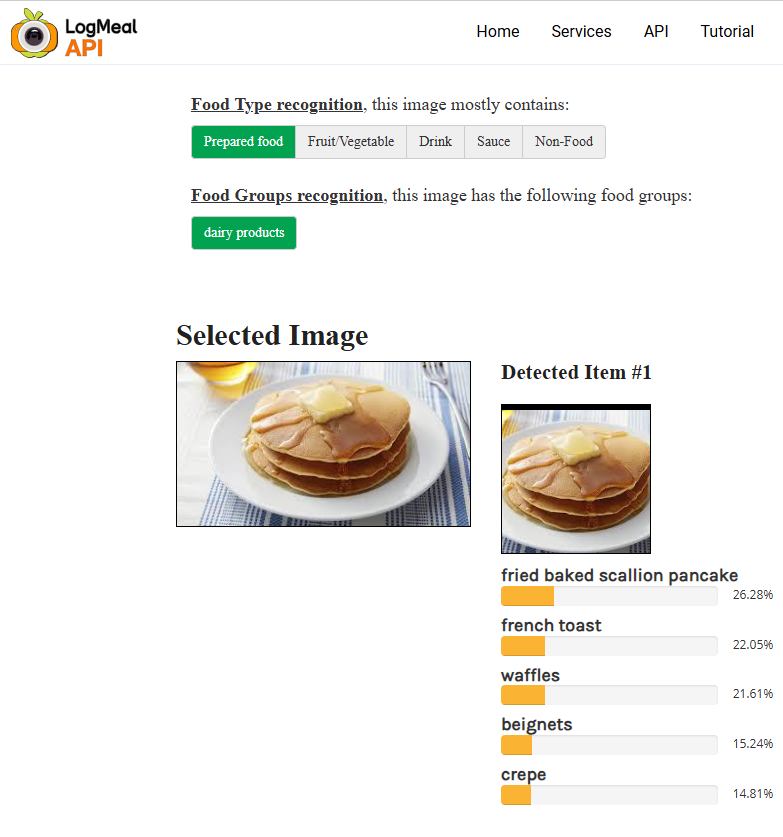 LogMeal
API
Home Services API Tutorial
Food Type recognition, this image mostly contains:
Prepared food Fruit/Vegetable Drink Sauce Non-Food
Food Groups recognition, this image has the following food groups:
dairy products
Selected Image
Detected Item #1
fried baked scallion pancake
26.28%
french toast
22.05%
waffles
21.61%
beignets
15.24%
crepe
14.81%